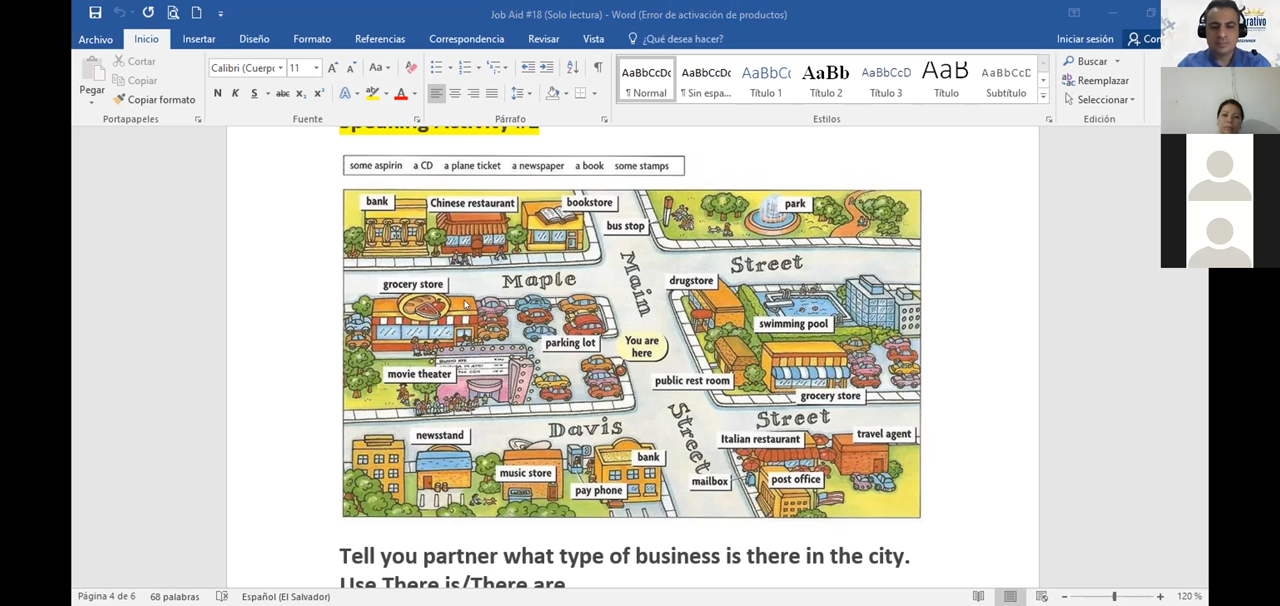 Job Aid #18 (Solo lectura) - Word (Error de activación de productos)
Archivo Inicio Insertar Diseño Formato Referencias Correspondencia Revisar Vista ¿Qué desea hacer? Iniciar sesión
Pegar
Cortar
Copiar
Copiar formato
Portapapeles
Calibri (Cuerpo 11
N K S abc x₂ x²
Fuente
Párrafo
AaBbCcDc AaBbCcDc AaBbCc AaBb AaBbCcD AaB AaBbCcD
¶ Normal ¶ Sin espa... Título 1 Título 2 Título 3 Título Subtítulo
Estilos
Buscar
Reemplazar
Seleccionar
Edición
some aspirin a CD a plane ticket a newspaper a book some stamps
bank Chinese restaurant bookstore park
bus stop
Maple Street
Main Street
grocery store drugstore
swimming pool
parking lot You are here
movie theater public rest room
grocery store
Davis Street
newsstand Italian restaurant travel agent
music store bank
pay phone mailbox post office
Tell you partner what type of business is there in the city.
Use There is/There are
Página 4 de 6 68 palabras Español (El Salvador) 120 %